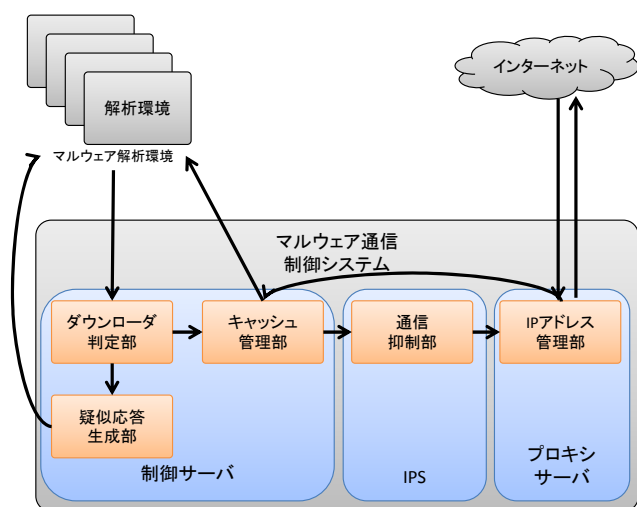 インターネット
解析環境
マルウェア解析環境
マルウェア通信
制御システム
ダウンローダ
判定部
キャッシュ
管理部
通信
抑制部
IPアドレス
管理部
疑似応答
生成部
制御サーバ
IPS
プロキシ
サーバ